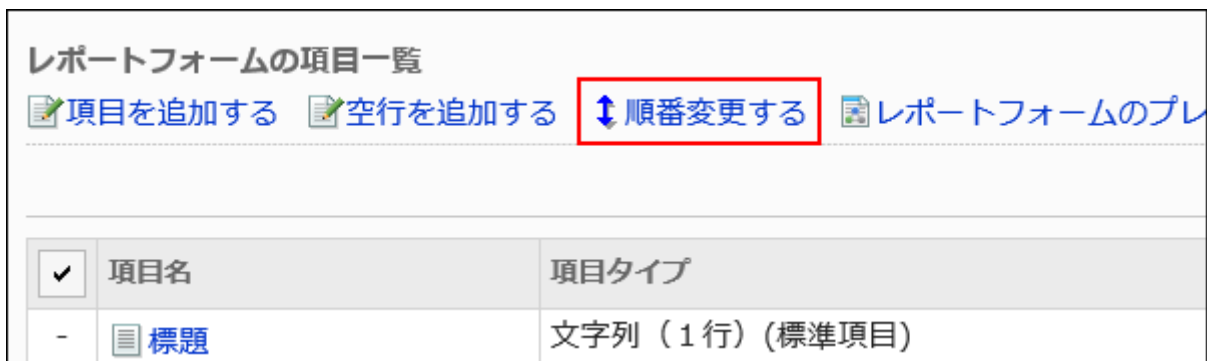 レポートフォームの項目一覧
項目を追加する 空行を追加する 順番変更する レポートフォームのプレ
項目名 項目タイプ
- 標題 文字列（１行）(標準項目)